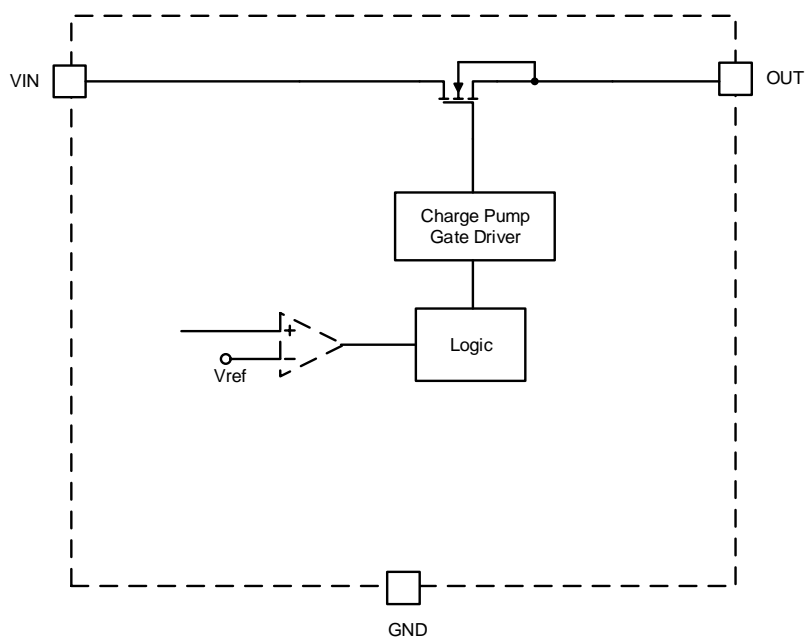 VIN
OUT
Charge Pump
Gate Driver
+
Logic
−
Vref
GND